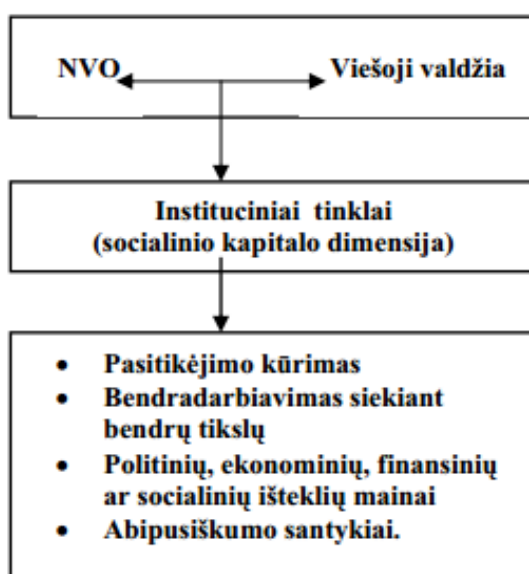 NVO Viešoji valdžia
Instituciniai tinklai
(socialinio kapitalo dimensija)
• Pasitikėjimo kūrimas
• Bendradarbiavimas siekiant
bendrų tikslų
• Politinių, ekonominių, finansinių
ar socialinių išteklių mainai
• Abipusiškumo santykiai.